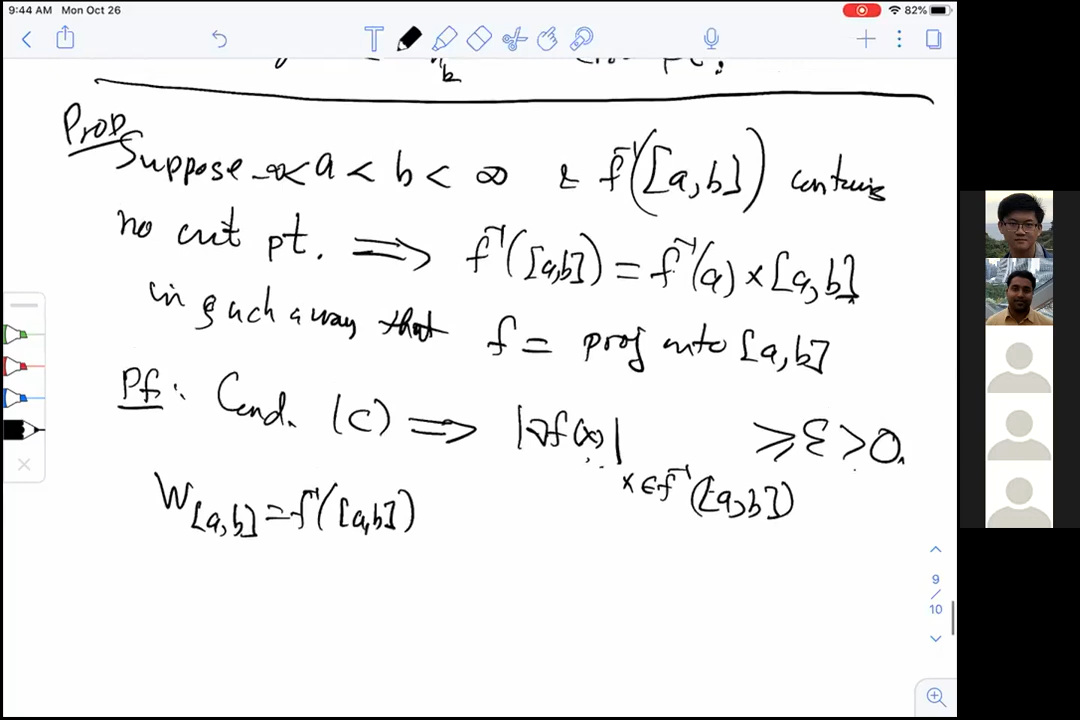 9:44 AM Mon Oct 26
82%
Prop
Suppose -∞ < a < b < ∞ & f⁻¹([a,b]) contains
no crit pt. ⟹ f⁻¹([a,b]) = f⁻¹(a) × [a,b]
in such a way that f = proj onto [a,b]
Pf: Cond. (C) ⟹ |∇f(x)| ≥ ε > 0.
x ∈ f⁻¹([a,b])
W[a,b] = f⁻¹([a,b])
9
/
10